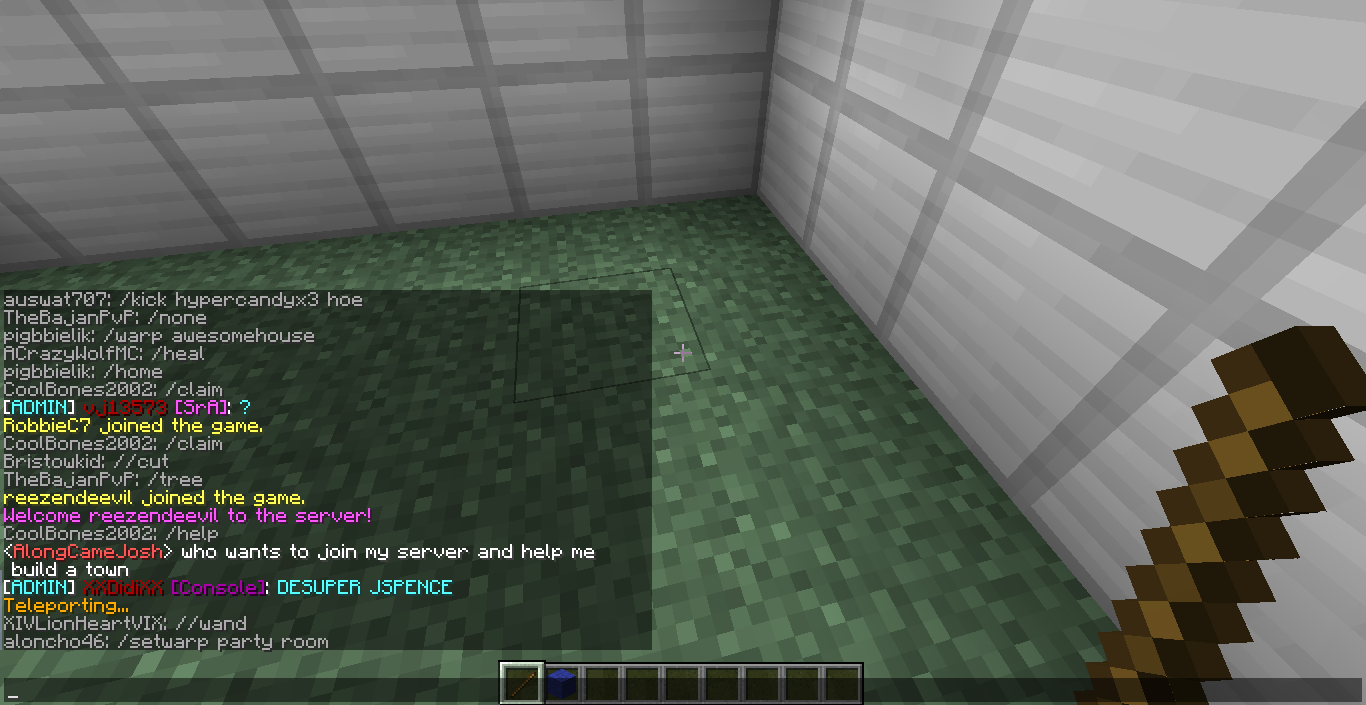 auswat707: /kick hypercandyx3 hoe
TheBajanPvP: /none
pigbbielik: /warp awesomehouse
ACrazyWolfMC: /heal
pigbbielik: /home
CoolBones2002: /claim
[ADMIN] vj13573 [SrA]: ?
RobbieC7 joined the game.
CoolBones2002: /claim
Bristowkid: //cut
TheBajanPvP: /tree
reezendeevil joined the game.
Welcome reezendeevil to the server!
CoolBones2002: /help
<AlongCameJosh> who wants to join my server and help me
build a town
[ADMIN] XXDidiXX [Console]: DESUPER JSPENCE
Teleporting...
XIVLionHeartVIX: //wand
aloncho46: /setwarp party room
_